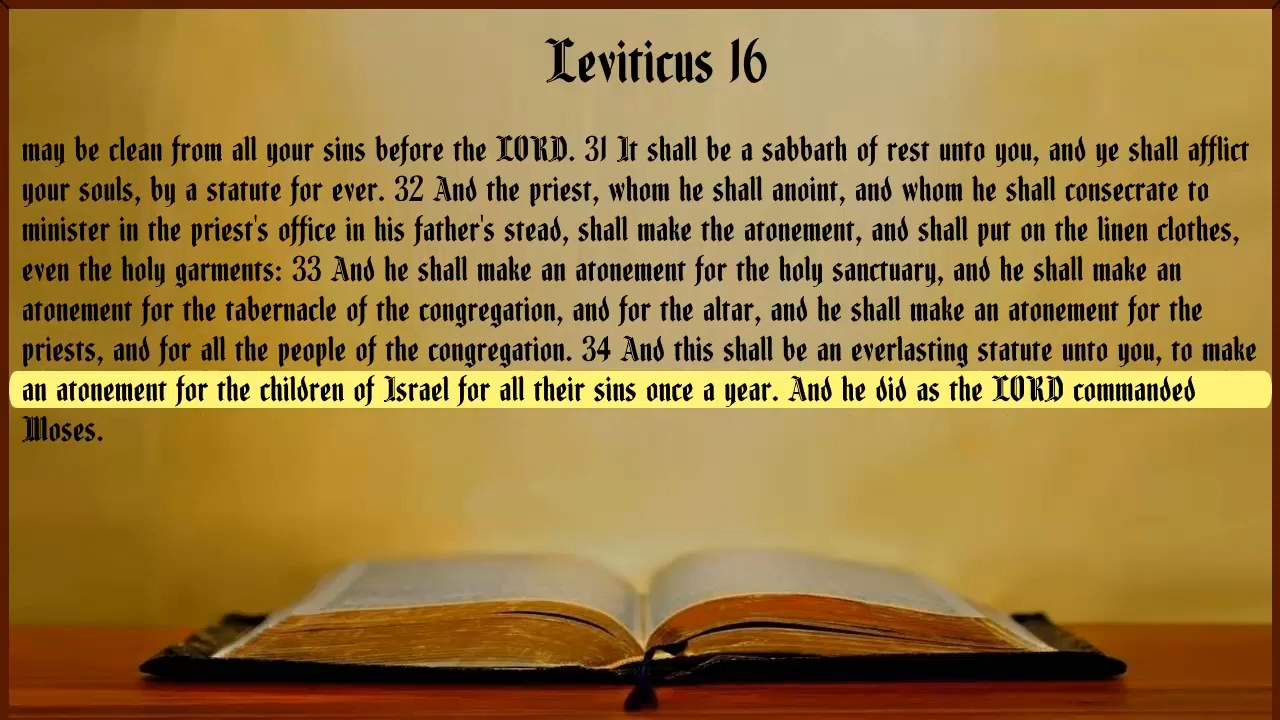 Leviticus 16
may be clean from all your sins before the LORD. 31 It shall be a sabbath of rest unto you, and ye shall afflict
your souls, by a statute for ever. 32 And the priest, whom he shall anoint, and whom he shall consecrate to
minister in the priest's office in his father's stead, shall make the atonement, and shall put on the linen clothes,
even the holy garments: 33 And he shall make an atonement for the holy sanctuary, and he shall make an
atonement for the tabernacle of the congregation, and for the altar, and he shall make an atonement for the
priests, and for all the people of the congregation. 34 And this shall be an everlasting statute unto you, to make
an atonement for the children of Israel for all their sins once a year. And he did as the LORD commanded
Moses.